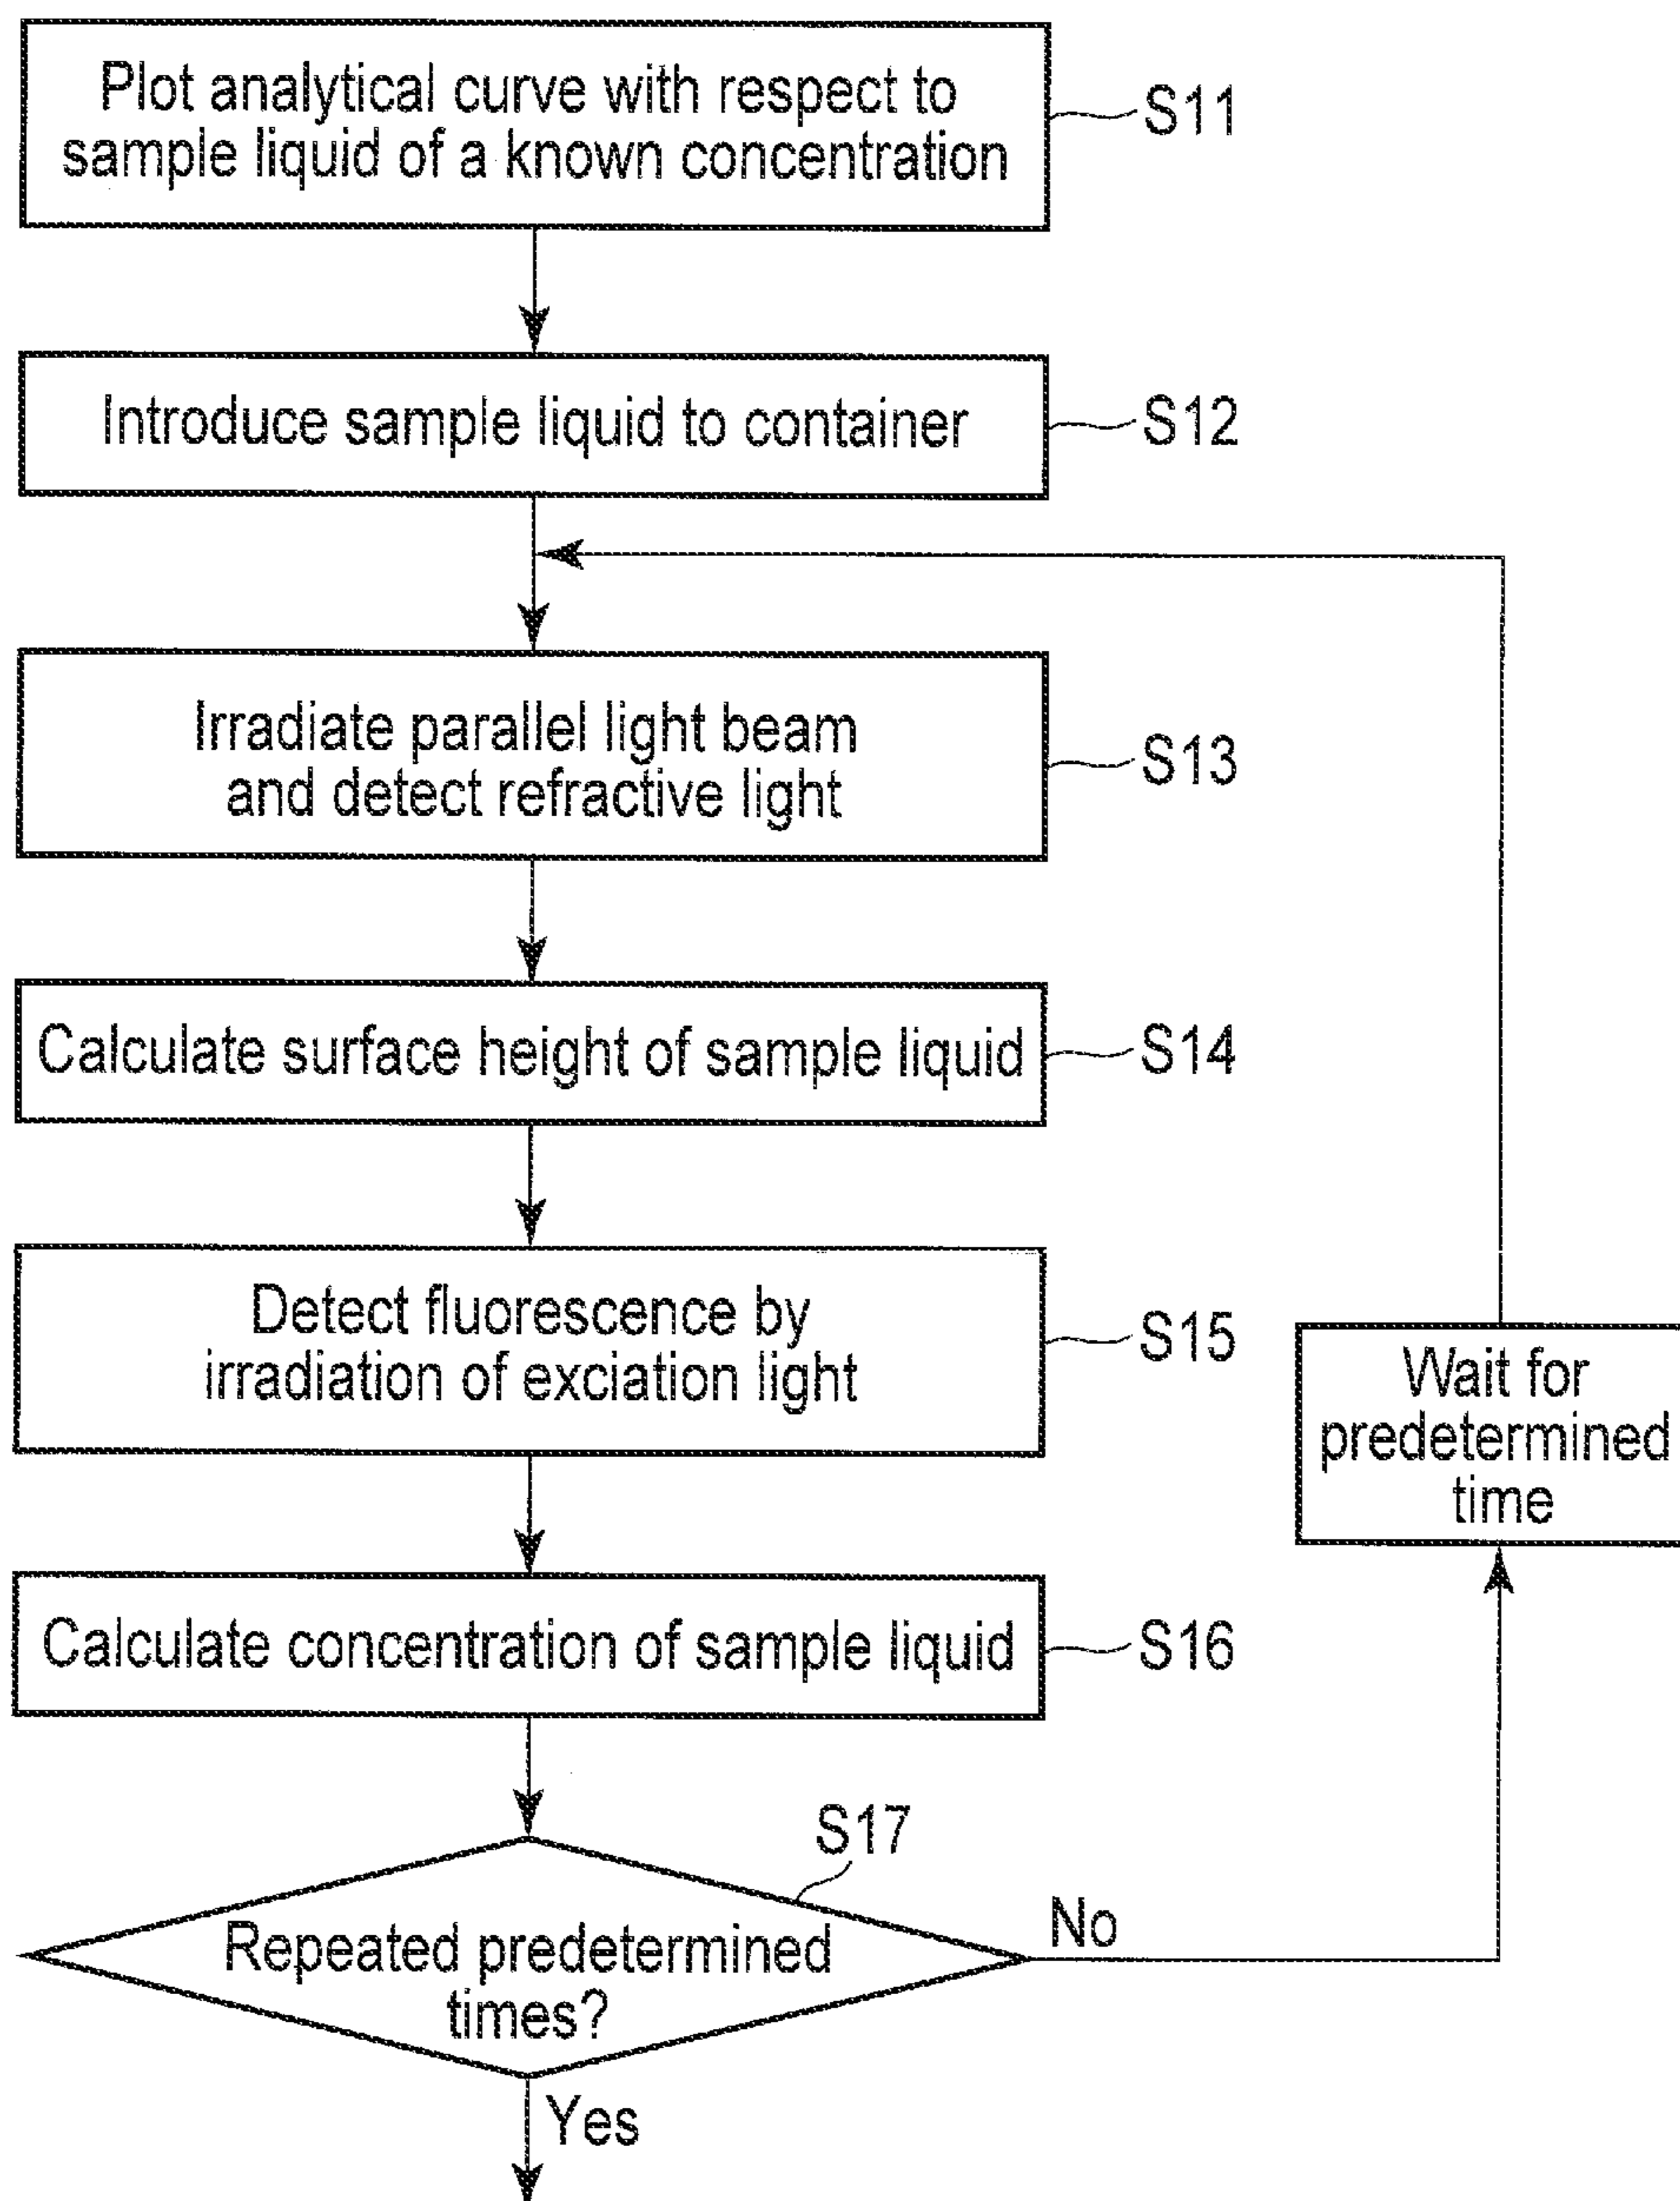 Plot analytical curve with respect to
sample liquid of a known concentration
S11
Introduce sample liquid to container
S12
Irradiate parallel light beam
and detect refractive light
S13
Calculate surface height of sample liquid
S14
Detect fluorescence by
irradiation of exciation light
S15
Wait for
predetermined
time
Calculate concentration of sample liquid
S16
S17
Repeated predetermined
times?
No
Yes